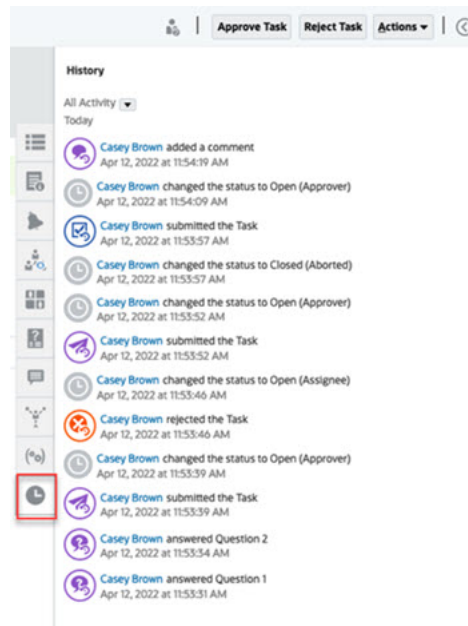 Approve Task
Reject Task
Actions
History
All Activity
Today
Casey Brown added a comment
Apr 12, 2022 at 11:54:19 AM
Casey Brown changed the status to Open (Approver)
Apr 12, 2022 at 11:54:09 AM
Casey Brown submitted the Task
Apr 12, 2022 at 11:53:57 AM
Casey Brown changed the status to Closed (Aborted)
Apr 12, 2022 at 11:53:57 AM
Casey Brown changed the status to Open (Approver)
Apr 12, 2022 at 11:53:52 AM
Casey Brown submitted the Task
Apr 12, 2022 at 11:53:52 AM
Casey Brown changed the status to Open (Assignee)
Apr 12, 2022 at 11:53:46 AM
Casey Brown rejected the Task
Apr 12, 2022 at 11:53:46 AM
Casey Brown changed the status to Open (Approver)
Apr 12, 2022 at 11:53:39 AM
Casey Brown submitted the Task
Apr 12, 2022 at 11:53:39 AM
Casey Brown answered Question 2
Apr 12, 2022 at 11:53:34 AM
Casey Brown answered Question 1
Apr 12, 2022 at 11:53:31 AM